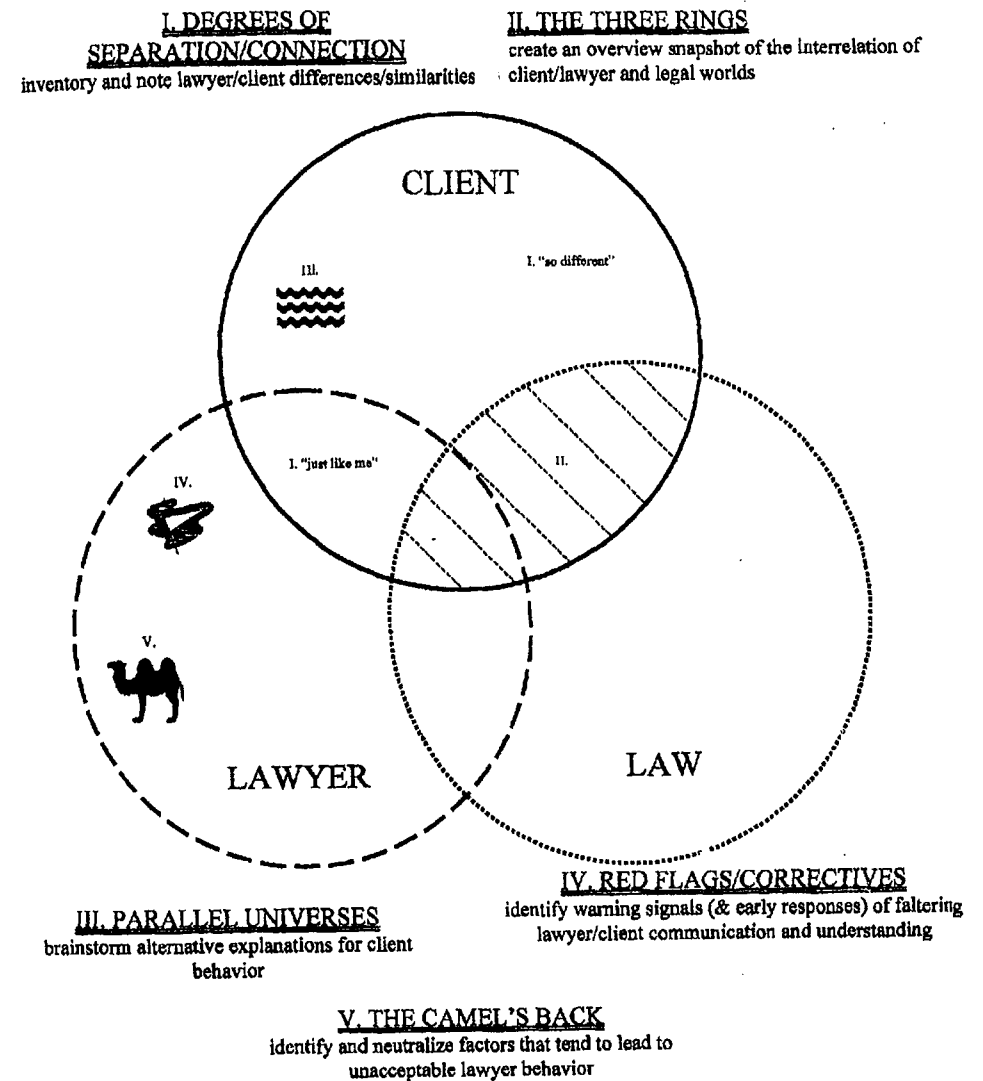 I. DEGREES OF
SEPARATION/CONNECTION
inventory and note lawyer/client differences/similarities
II. THE THREE RINGS
create an overview snapshot of the interrelation of
client/lawyer and legal worlds
CLIENT
I. "so different"
III.
I. "just like me"
II.
IV.
V.
LAWYER
LAW
IV. RED FLAGS/CORRECTIVES
identify warning signals (& early responses) of faltering
lawyer/client communication and understanding
III. PARALLEL UNIVERSES
brainstorm alternative explanations for client
behavior
V. THE CAMEL'S BACK
identify and neutralize factors that tend to lead to
unacceptable lawyer behavior